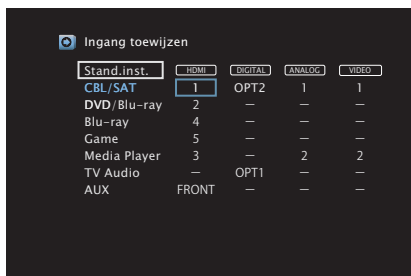 Ingang toewijzen
Stand.inst. HDMI DIGITAL ANALOG VIDEO
CBL/SAT 1 OPT2 1 1
DVD/Blu-ray 2 — — —
Blu-ray 4 — — —
Game 5 — — —
Media Player 3 — 2 2
TV Audio — OPT1 — —
AUX FRONT — — —